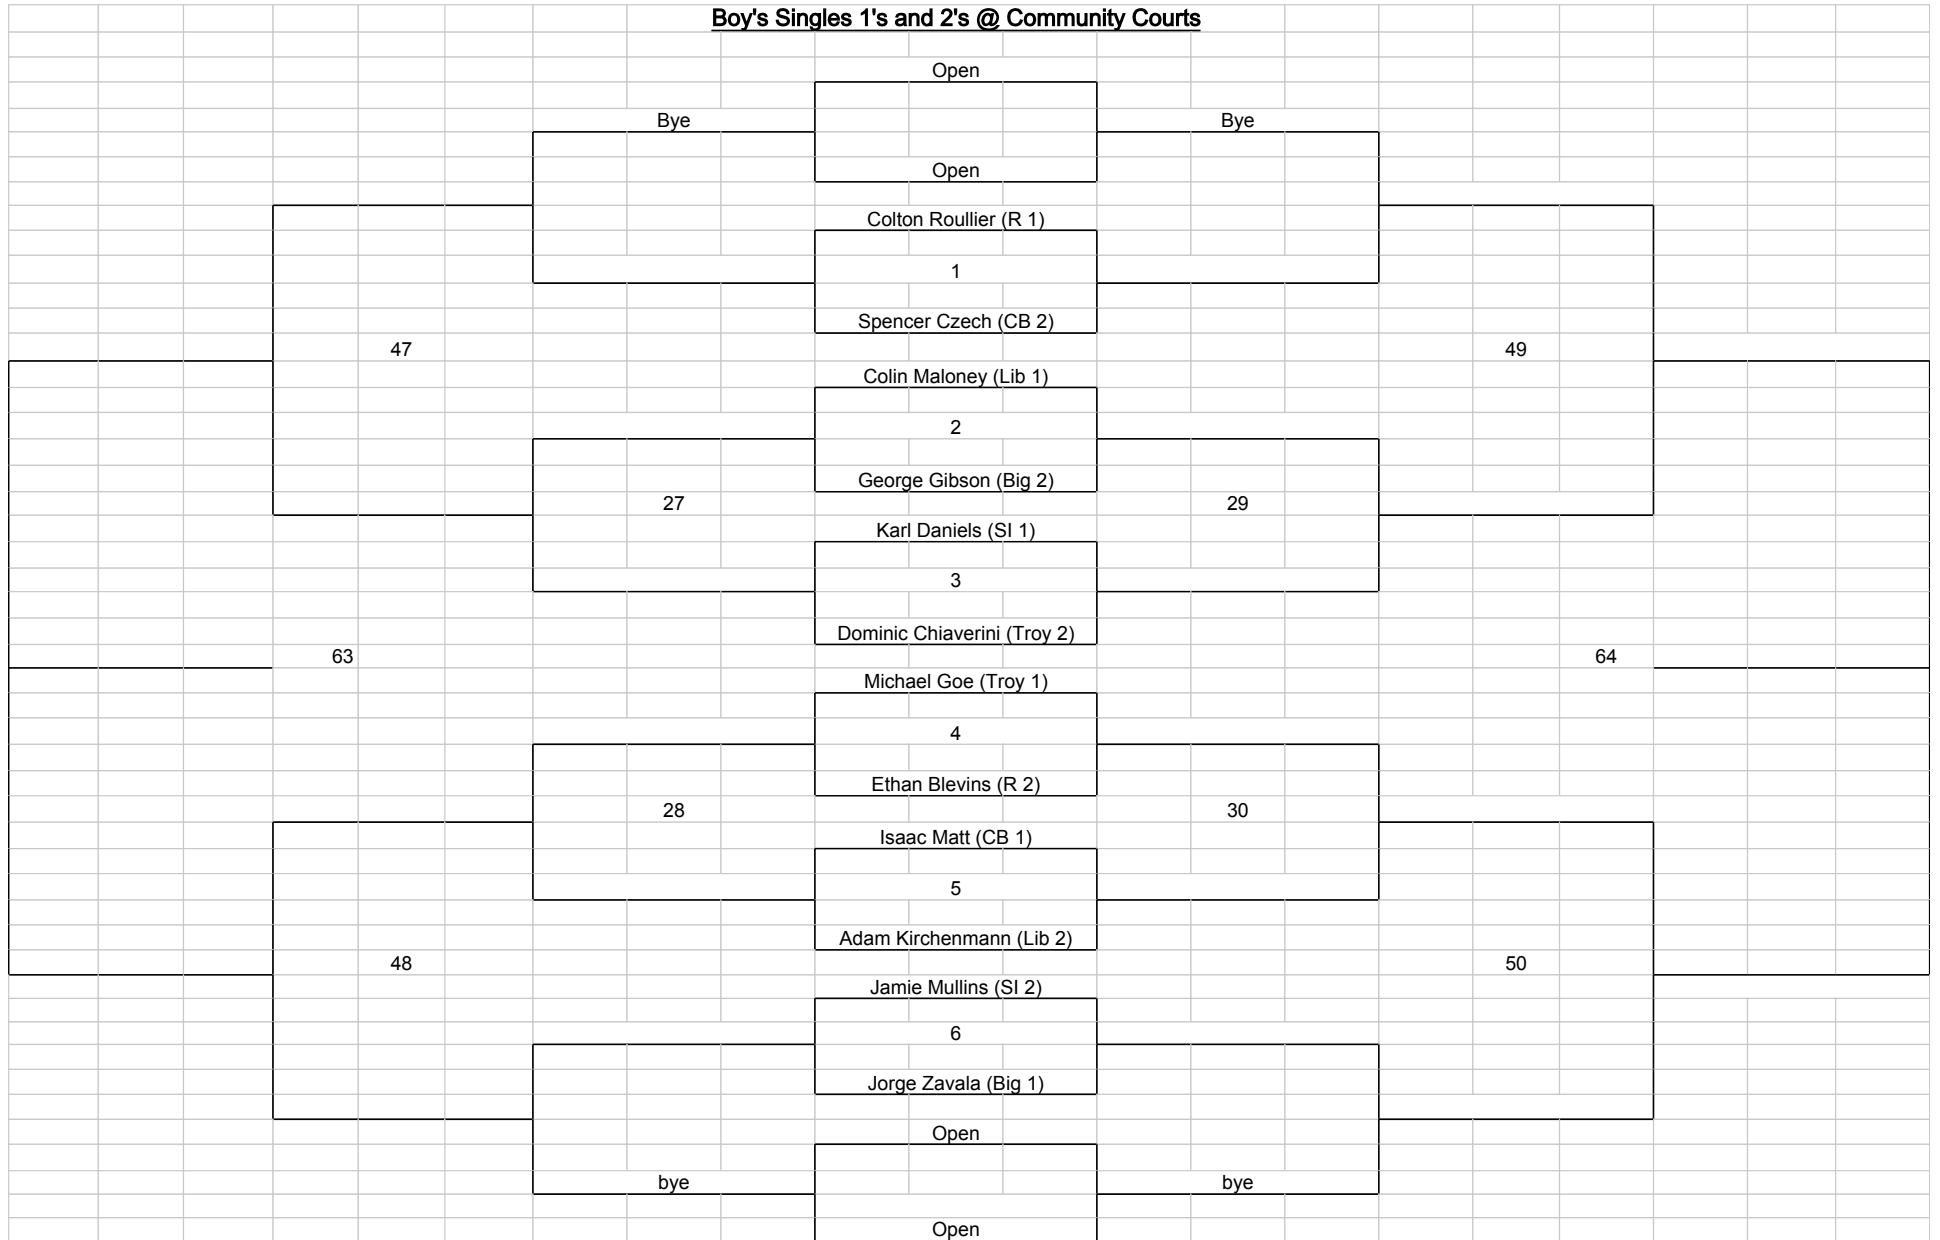 Boy's Singles 1's and 2's @ Community Courts
Open
Bye Bye
Open
Colton Roullier (R 1)
1
Spencer Czech (CB 2)
47 49
Colin Maloney (Lib 1)
2
George Gibson (Big 2)
27 29
Karl Daniels (SI 1)
3
Dominic Chiaverini (Troy 2)
63 64
Michael Goe (Troy 1)
4
Ethan Blevins (R 2)
28 30
Isaac Matt (CB 1)
5
Adam Kirchenmann (Lib 2)
48 50
Jamie Mullins (SI 2)
6
Jorge Zavala (Big 1)
Open
bye bye
Open